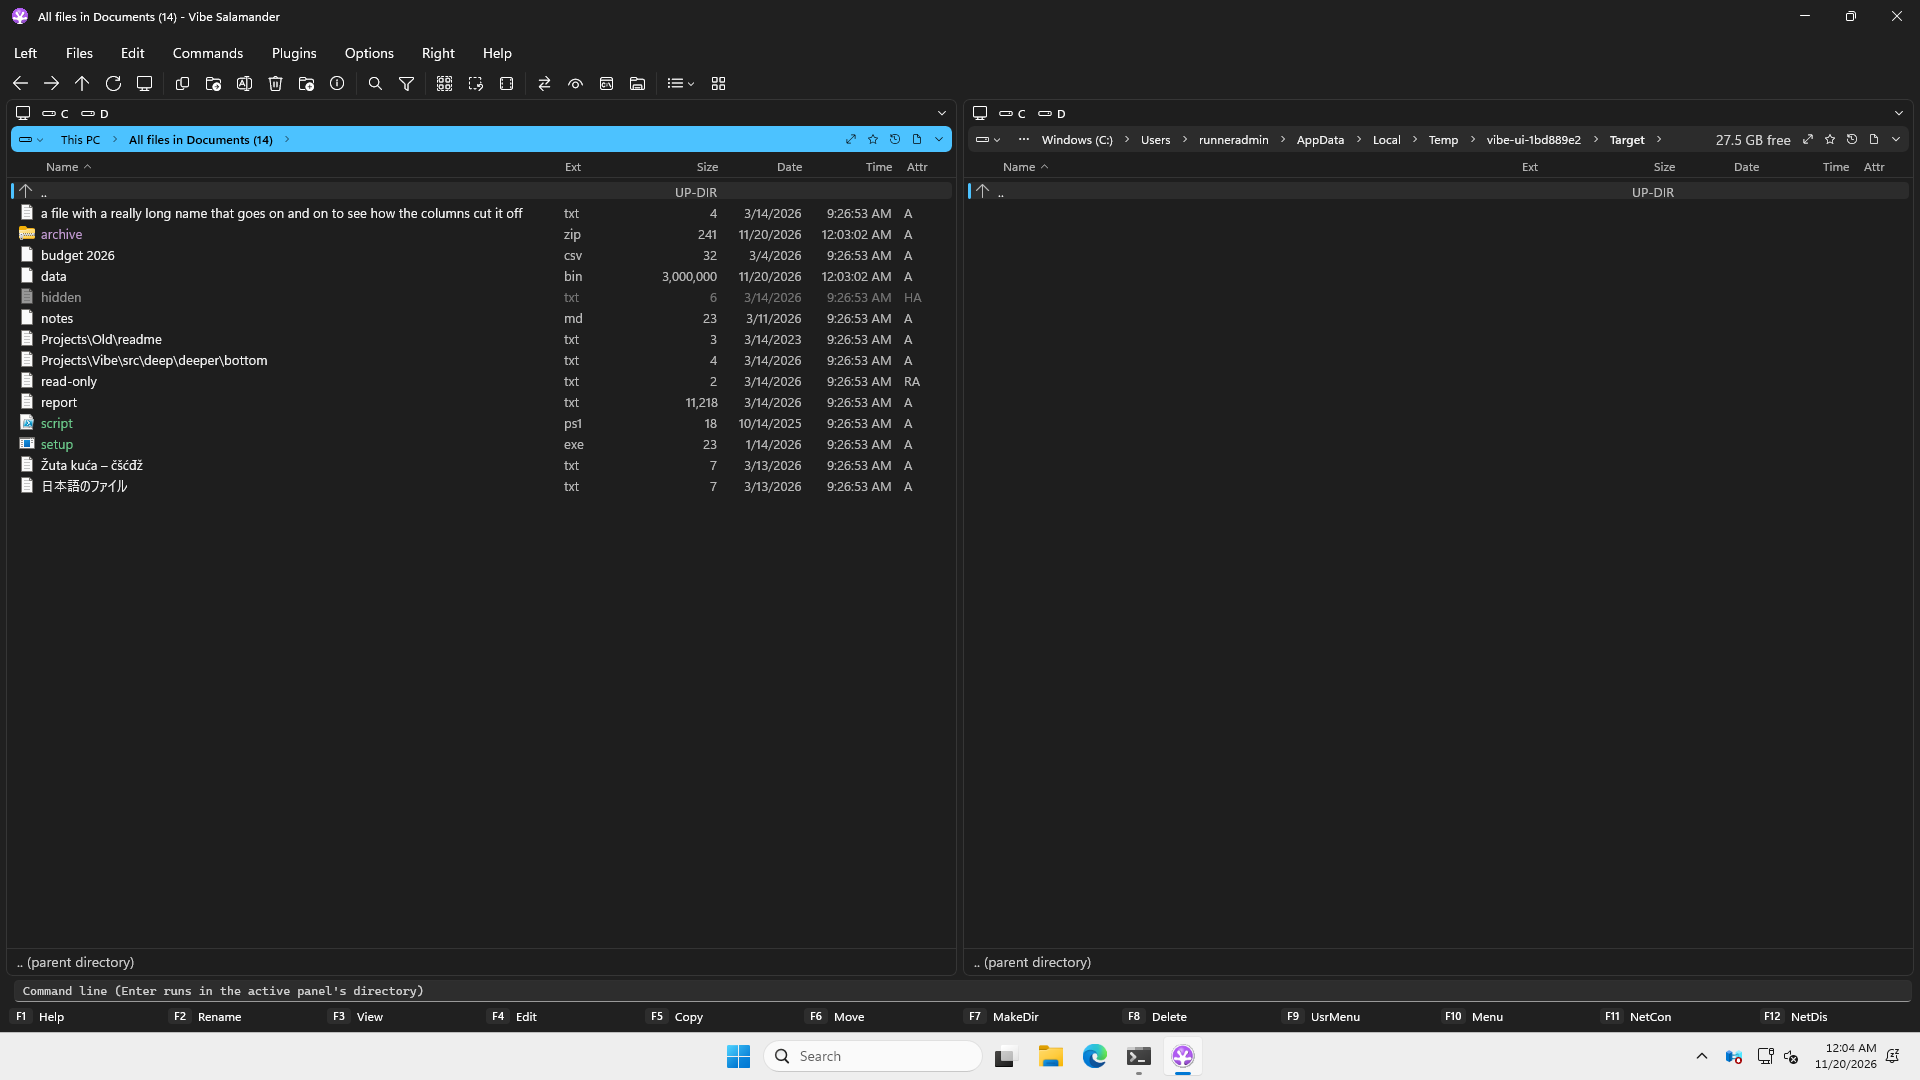 All files in Documents (14) - Vibe Salamander
Left Files Edit Commands Plugins Options Right Help
C D
This PC All files in Documents (14)
Name Ext Size Date Time Attr
.. UP-DIR
a file with a really long name that goes on and on to see how the columns cut it off txt 4 3/14/2026 9:26:53 AM A
archive zip 241 11/20/2026 12:03:02 AM A
budget 2026 csv 32 3/4/2026 9:26:53 AM A
data bin 3,000,000 11/20/2026 12:03:02 AM A
hidden txt 6 3/14/2026 9:26:53 AM HA
notes md 23 3/11/2026 9:26:53 AM A
Projects\Old\readme txt 3 3/14/2023 9:26:53 AM A
Projects\Vibe\src\deep\deeper\bottom txt 4 3/14/2026 9:26:53 AM A
read-only txt 2 3/14/2026 9:26:53 AM RA
report txt 11,218 3/14/2026 9:26:53 AM A
script ps1 18 10/14/2025 9:26:53 AM A
setup exe 23 1/14/2026 9:26:53 AM A
Žuta kuća – čšćđž txt 7 3/13/2026 9:26:53 AM A
日本語のファイル txt 7 3/13/2026 9:26:53 AM A
.. (parent directory)
C D
... Windows (C:) Users runneradmin AppData Local Temp vibe-ui-1bd889e2 Target 27.5 GB free
Name Ext Size Date Time Attr
.. UP-DIR
.. (parent directory)
Command line (Enter runs in the active panel's directory)
F1 Help F2 Rename F3 View F4 Edit F5 Copy F6 Move F7 MakeDir F8 Delete F9 UsrMenu F10 Menu F11 NetCon F12 NetDis
Search
12:04 AM
11/20/2026